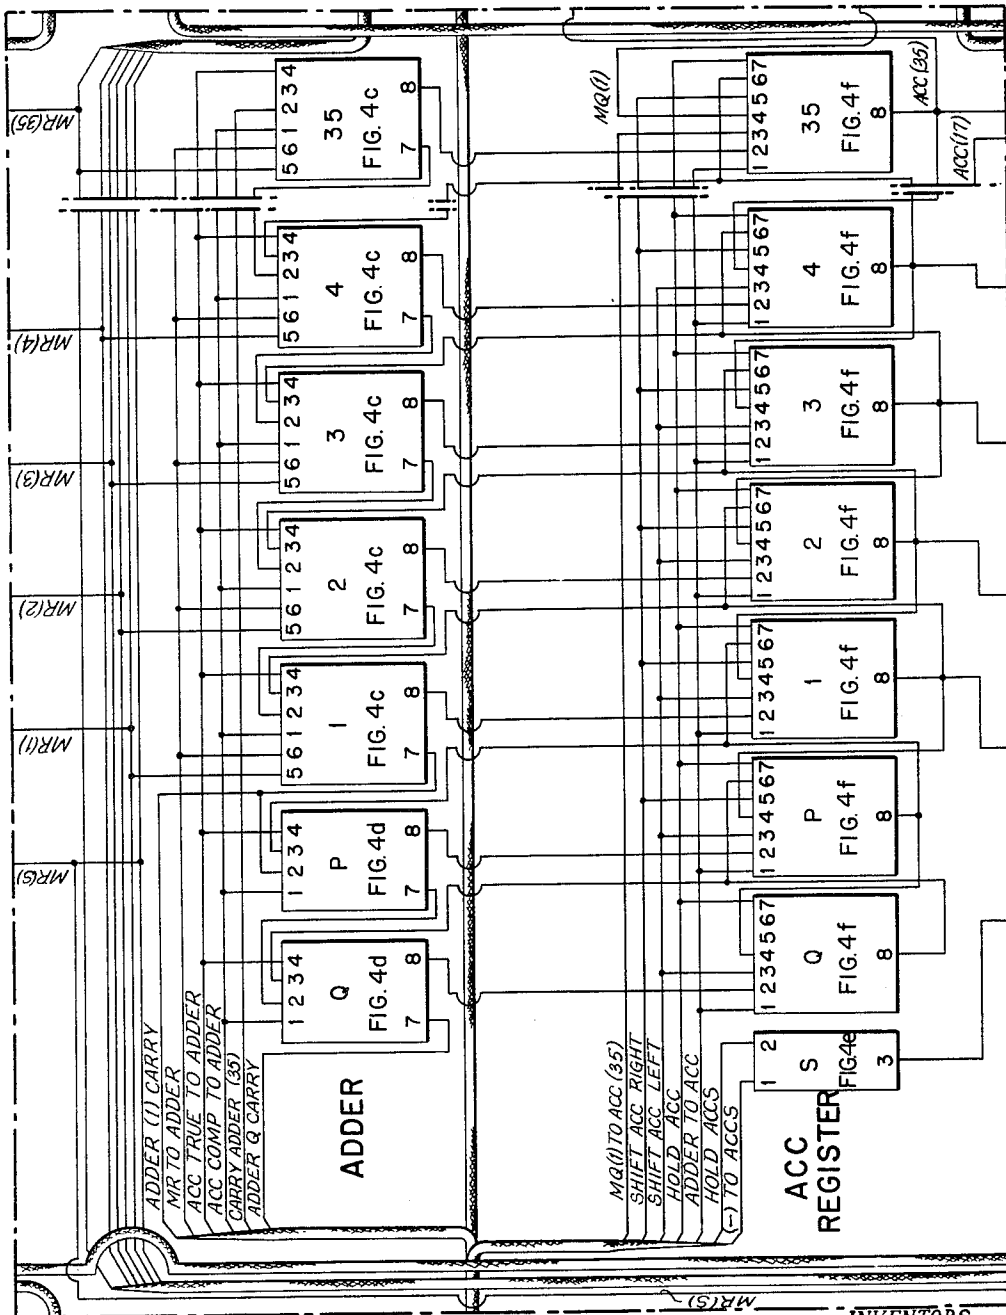 MR(S)
MR(1)
MR(2)
MR(3)
MR(4)
MR(35)
ADDER (1) CARRY
MR TO ADDER
ACC TRUE TO ADDER
ACC COMP TO ADDER
CARRY ADDER (35)
ADDER Q CARRY
ADDER
1 2 3 4
Q
FIG. 4d
7 8
1 2 3 4
P
FIG. 4d
7 8
5 6 1 2 3 4
1
FIG. 4c
7 8
5 6 1 2 3 4
2
FIG. 4c
7 8
5 6 1 2 3 4
3
FIG. 4c
7 8
5 6 1 2 3 4
4
FIG. 4c
7 8
5 6 1 2 3 4
35
FIG. 4c
7 8
MQ(1)
MQ(1) TO ACC (35)
SHIFT ACC RIGHT
SHIFT ACC LEFT
HOLD ACC
ADDER TO ACC
HOLD ACCS
(-) TO ACCS
ACC
REGISTER
1 2
S
FIG. 4e
3
1 2 3 4 5 6 7
Q
FIG. 4f
8
1 2 3 4 5 6 7
P
FIG. 4f
8
1 2 3 4 5 6 7
1
FIG. 4f
8
1 2 3 4 5 6 7
2
FIG. 4f
8
1 2 3 4 5 6 7
3
FIG. 4f
8
1 2 3 4 5 6 7
4
FIG. 4f
8
1 2 3 4 5 6 7
35
FIG. 4f
8
ACC (35)
ACC(17)
MR(S)
INVENTORS